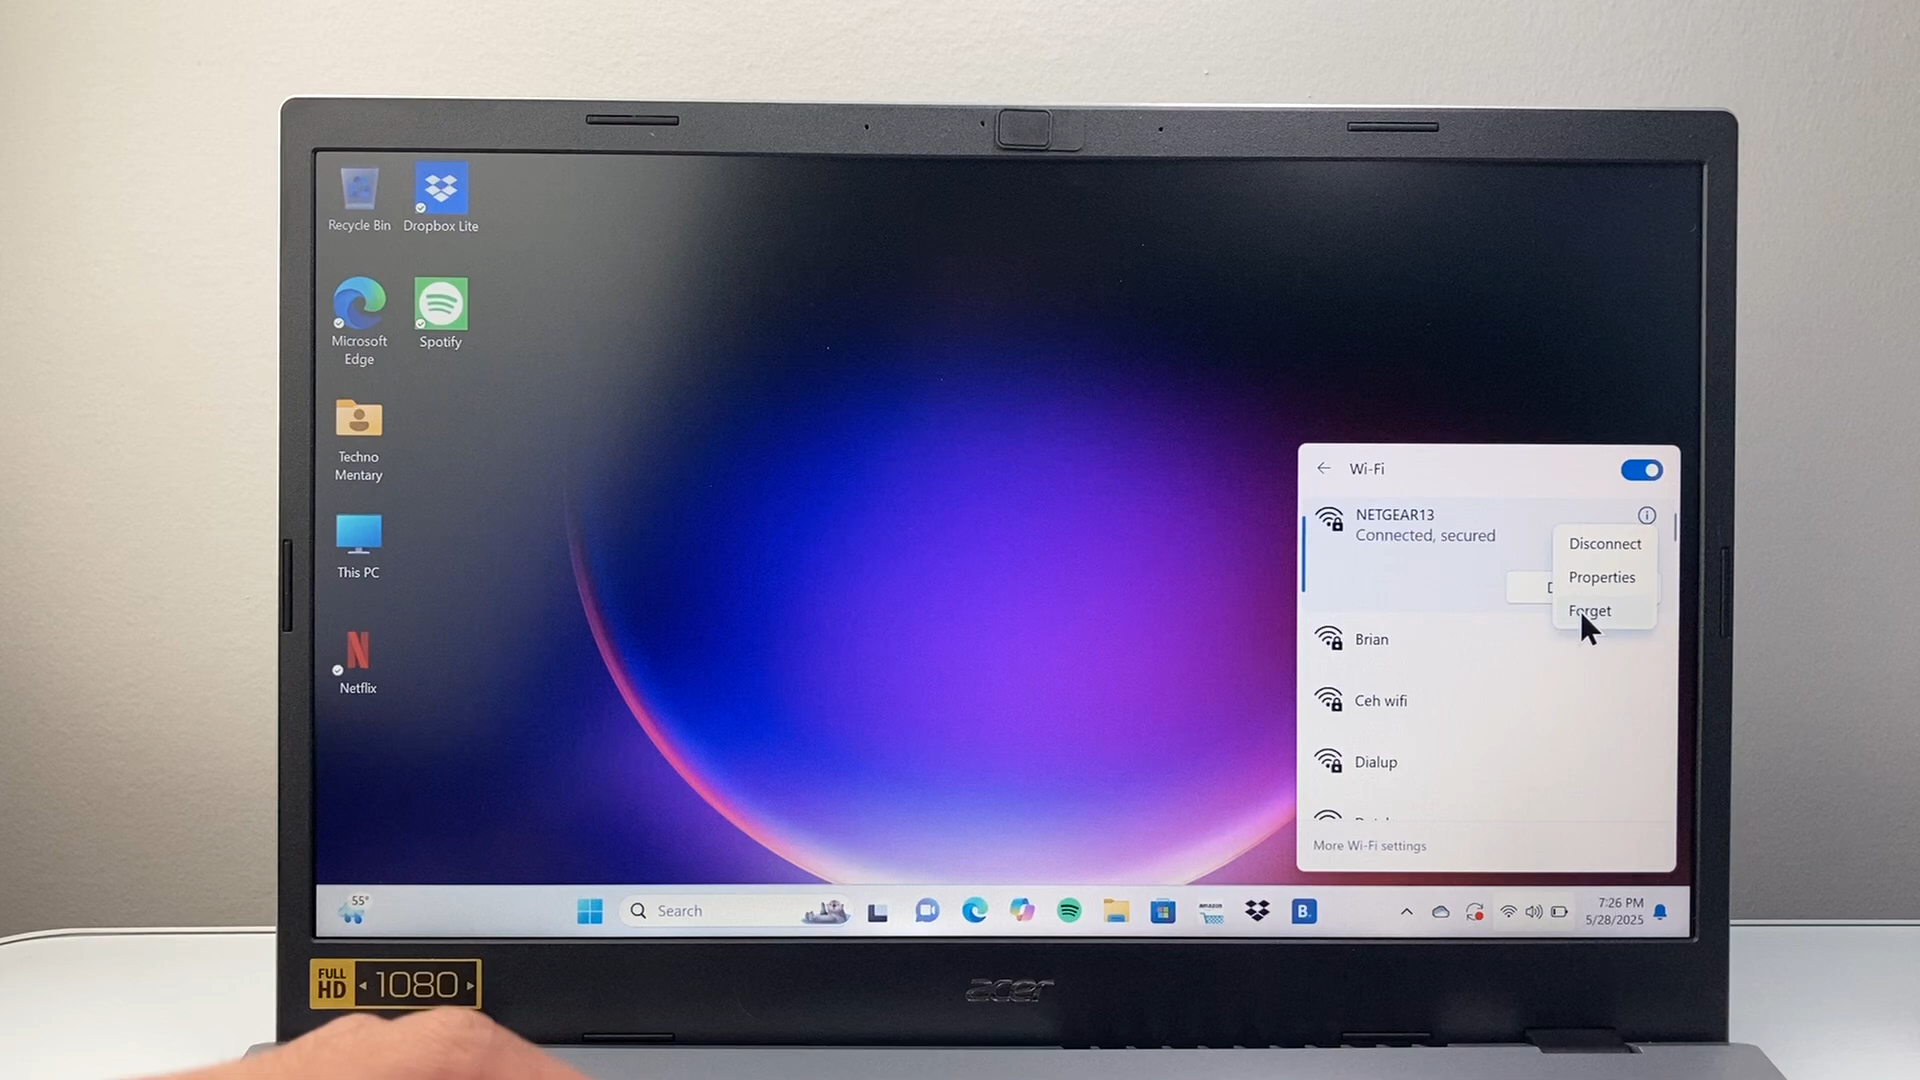 Recycle Bin
Dropbox Lite
Microsoft
Edge
Spotify
Techno
Mentary
This PC
N
Netflix
Wi-Fi
NETGEAR13
Connected, secured
Disconnect
Properties
Forget
Brian
Ceh wifi
Dialup
More Wi-Fi settings
55°
Search
amazon
B.
7:26 PM
5/28/2025
FULL
HD
1080
acer